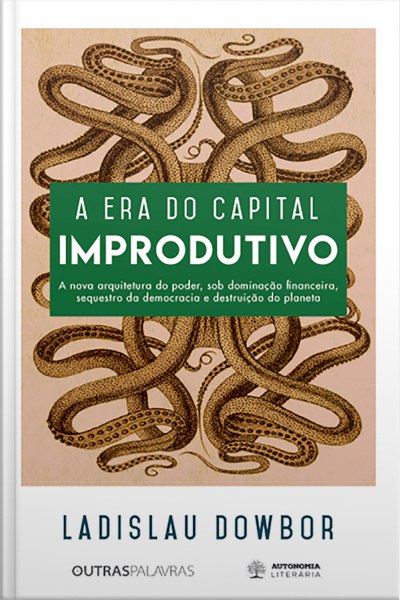 A ERA DO CAPITAL
IMPRODUTIVO
A nova arquitetura do poder, sob dominação financeira,
sequestro da democracia e destruição do planeta
LADISLAU DOWBOR
OUTRASPALAVRAS
AUTONOMIA
LITERÁRIA